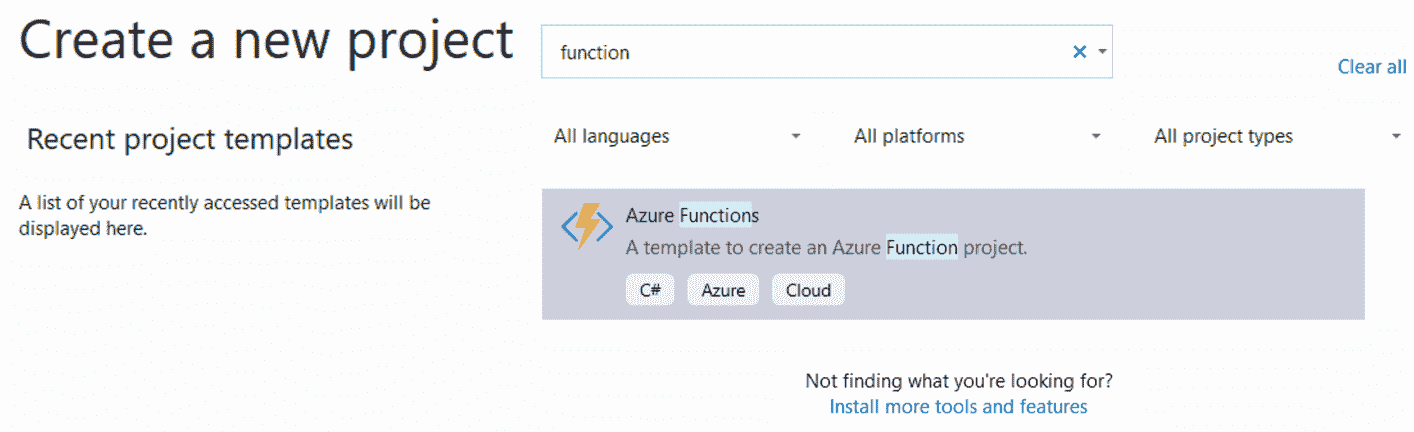 Create a new project
function
Clear all
Recent project templates
All languages
All platforms
All project types
A list of your recently accessed templates will be
displayed here.
Azure Functions
A template to create an Azure Function project.
C#
Azure
Cloud
Not finding what you're looking for?
Install more tools and features